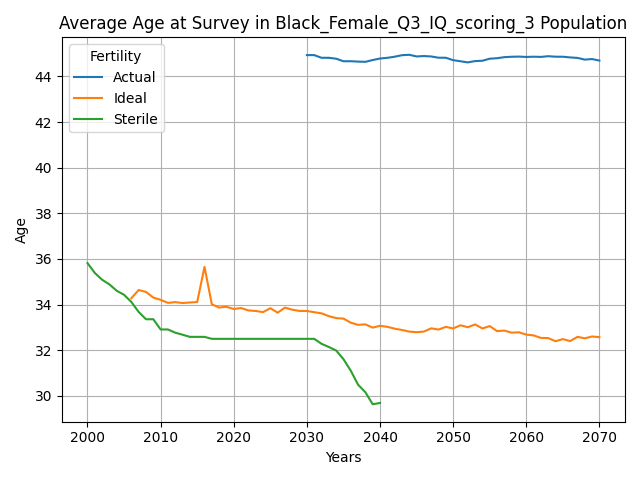 Average Age at Survey in Black_Female_Q3_IQ_scoring_3 Population
Fertility
Actual
Ideal
Sterile
Age
44
42
40
38
36
34
32
30
2000 2010 2020 2030 2040 2050 2060 2070
Years